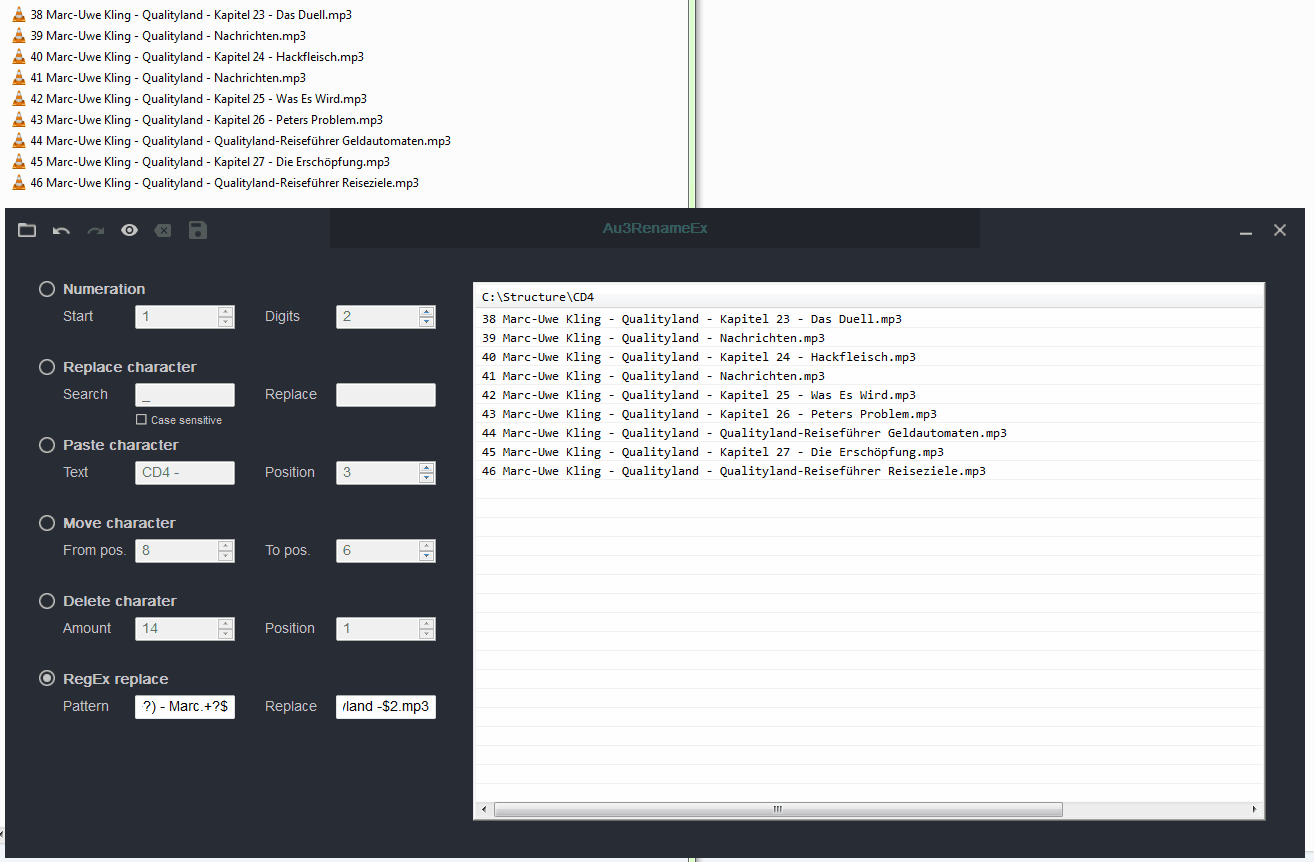 38 Marc-Uwe Kling - Qualityland - Kapitel 23 - Das Duell.mp3
39 Marc-Uwe Kling - Qualityland - Nachrichten.mp3
40 Marc-Uwe Kling - Qualityland - Kapitel 24 - Hackfleisch.mp3
41 Marc-Uwe Kling - Qualityland - Nachrichten.mp3
42 Marc-Uwe Kling - Qualityland - Kapitel 25 - Was Es Wird.mp3
43 Marc-Uwe Kling - Qualityland - Kapitel 26 - Peters Problem.mp3
44 Marc-Uwe Kling - Qualityland - Qualityland-Reiseführer Geldautomaten.mp3
45 Marc-Uwe Kling - Qualityland - Kapitel 27 - Die Erschöpfung.mp3
46 Marc-Uwe Kling - Qualityland - Qualityland-Reiseführer Reiseziele.mp3
Au3RenameEx
Numeration
Start 1 Digits 2
Replace character
Search _ Replace
Case sensitive
Paste character
Text CD4 - Position 3
Move character
From pos. 8 To pos. 6
Delete charater
Amount 14 Position 1
RegEx replace
Pattern ?) - Marc.+?$ Replace /land -$2.mp3
C:\Structure\CD4
38 Marc-Uwe Kling - Qualityland - Kapitel 23 - Das Duell.mp3
39 Marc-Uwe Kling - Qualityland - Nachrichten.mp3
40 Marc-Uwe Kling - Qualityland - Kapitel 24 - Hackfleisch.mp3
41 Marc-Uwe Kling - Qualityland - Nachrichten.mp3
42 Marc-Uwe Kling - Qualityland - Kapitel 25 - Was Es Wird.mp3
43 Marc-Uwe Kling - Qualityland - Kapitel 26 - Peters Problem.mp3
44 Marc-Uwe Kling - Qualityland - Qualityland-Reiseführer Geldautomaten.mp3
45 Marc-Uwe Kling - Qualityland - Kapitel 27 - Die Erschöpfung.mp3
46 Marc-Uwe Kling - Qualityland - Qualityland-Reiseführer Reiseziele.mp3